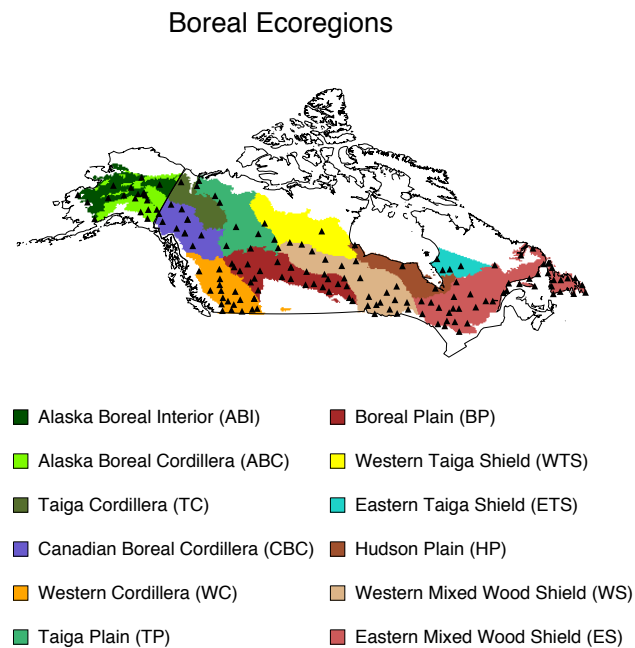 Boreal Ecoregions
Alaska Boreal Interior (ABI)
Alaska Boreal Cordillera (ABC)
Taiga Cordillera (TC)
Canadian Boreal Cordillera (CBC)
Western Cordillera (WC)
Taiga Plain (TP)
Boreal Plain (BP)
Western Taiga Shield (WTS)
Eastern Taiga Shield (ETS)
Hudson Plain (HP)
Western Mixed Wood Shield (WS)
Eastern Mixed Wood Shield (ES)